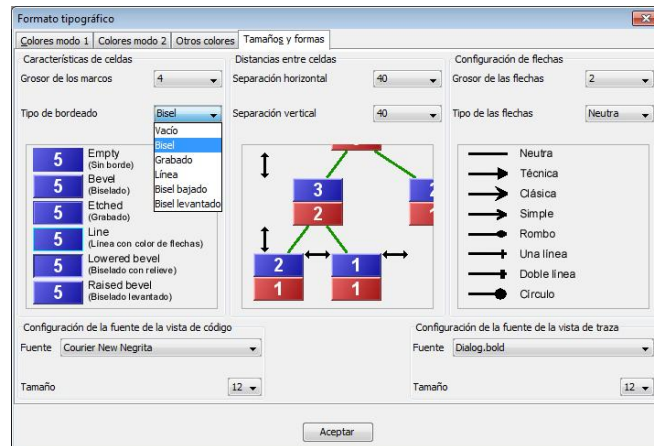 Formato tipográfico
Colores modo 1 Colores modo 2 Otros colores Tamaños y formas
Características de celdas
Grosor de los marcos 4
Tipo de bordeado Bisel
Vacío
Bisel
Grabado
Línea
Bisel bajado
Bisel levantado
5 Empty
(Sin borde)
5 Bevel
(Biselado)
5 Etched
(Grabado)
5 Line
(Línea con color de flechas)
5 Lowered bevel
(Biselado con relieve)
5 Raised bevel
(Biselado levantado)
Distancias entre celdas
Separación horizontal 40
Separación vertical 40
3
2
2 1
1 1
Configuración de flechas
Grosor de las flechas 2
Tipo de las flechas Neutra
Neutra
Técnica
Clásica
Simple
Rombo
Una línea
Doble línea
Círculo
Configuración de la fuente de la vista de código
Fuente Courier New Negrita
Tamaño 12
Configuración de la fuente de la vista de traza
Fuente Dialog.bold
Tamaño 12
Aceptar